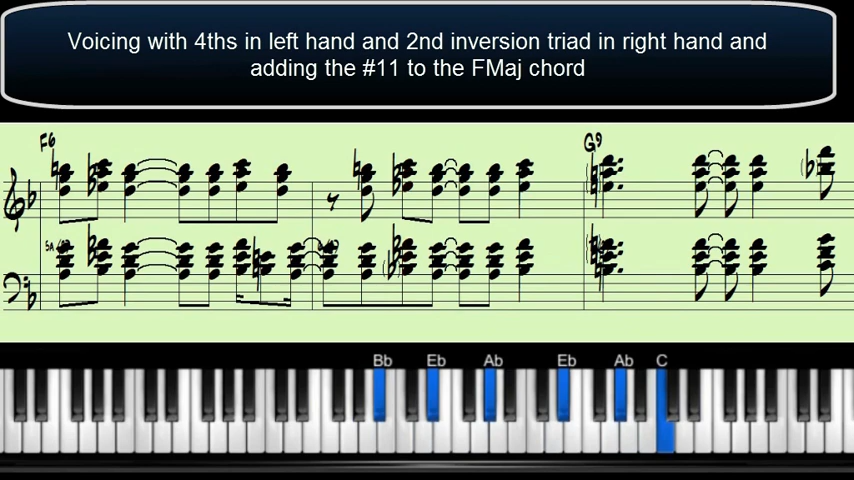 Voicing with 4ths in left hand and 2nd inversion triad in right hand and
adding the #11 to the FMaj chord
F6 G9
Bb Eb Ab Eb Ab C